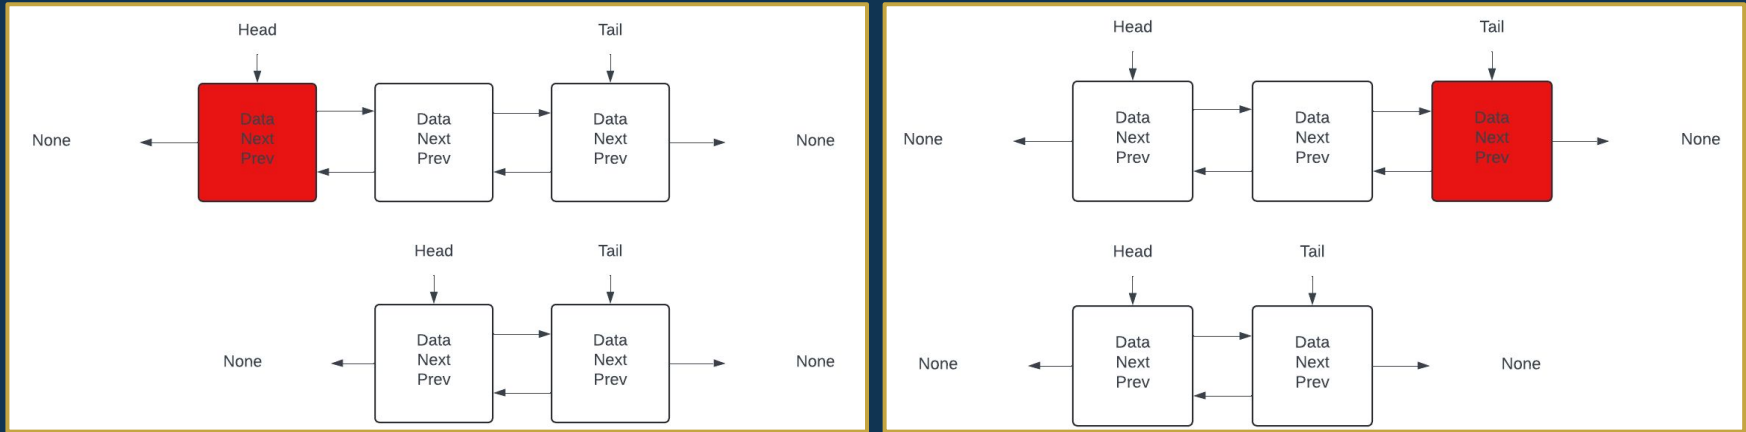 Head
Tail
None
Data
Next
Prev
Data
Next
Prev
Data
Next
Prev
None
Head
Tail
None
Data
Next
Prev
Data
Next
Prev
None
Head
Tail
None
Data
Next
Prev
Data
Next
Prev
Data
Next
Prev
None
Head
Tail
None
Data
Next
Prev
Data
Next
Prev
None